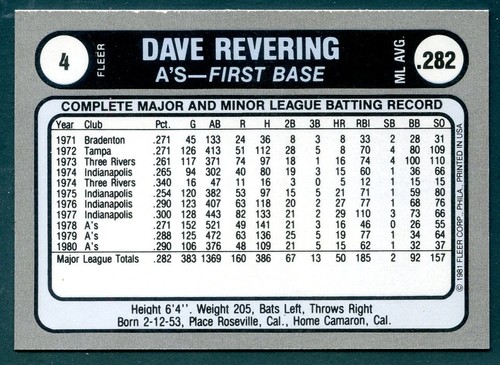 4 FLEER DAVE REVERING ML AVG. .282
A'S—FIRST BASE
COMPLETE MAJOR AND MINOR LEAGUE BATTING RECORD
Year Club Pct. G AB R H 2B 3B HR RBI SB BB SO
1971 Bradenton .271 45 133 24 36 8 3 8 33 2 28 31
1972 Tampa .271 126 413 51 112 28 5 8 70 4 80 109
1973 Three Rivers .261 117 371 74 97 18 1 16 74 4 100 110
1974 Indianapolis .265 94 302 40 80 19 3 15 60 1 36 66
1974 Three Rivers .340 16 47 11 16 3 0 5 12 1 15 15
1975 Indianapolis .254 120 382 53 97 15 5 21 71 1 59 80
1976 Indianapolis .290 123 407 63 118 20 2 27 77 1 68 76
1977 Indianapolis .300 128 443 82 133 21 2 29 110 3 73 66
1978 A's .271 152 521 49 141 21 3 16 46 0 26 55
1979 A's .288 125 472 63 136 25 5 19 77 1 34 64
1980 A's .290 106 376 48 109 21 5 15 62 1 32 37
Major League Totals .282 383 1369 160 386 67 13 50 185 2 92 157
© 1981 FLEER CORP., PHILA. PRINTED IN USA
Height 6'4''. Weight 205, Bats Left, Throws Right
Born 2-12-53, Place Roseville, Cal., Home Camaron, Cal.